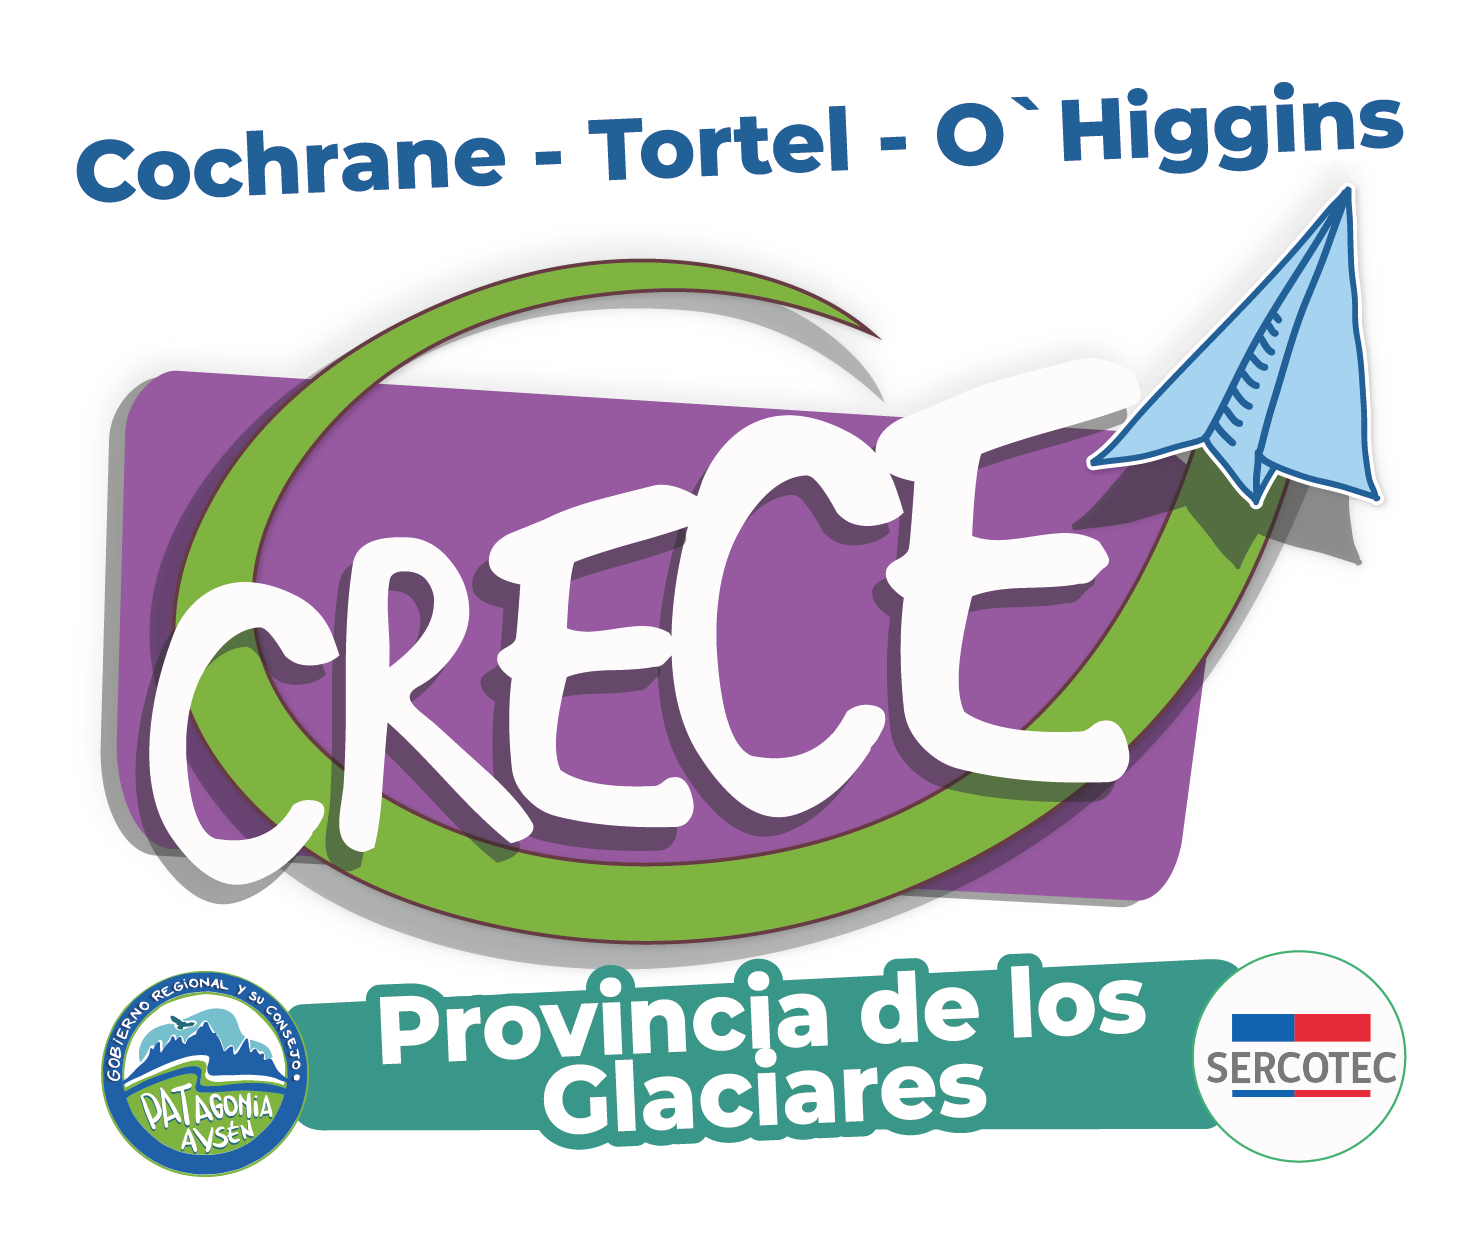 Cochrane - Tortel - O`Higgins
CRECE
Provincia de los
Glaciares
GOBiERNO REGiONAL Y SU CONSEJO
PATAGONiA
AYSÉN
SERCOTEC